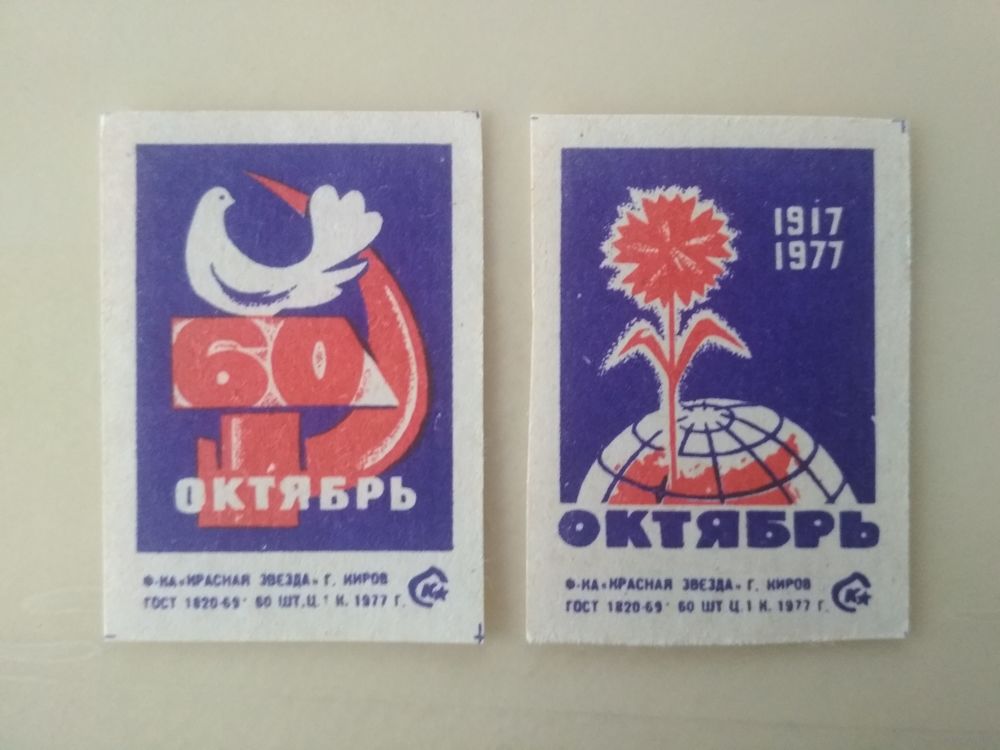 60
ОКТЯБРЬ
Ф-КА «КРАСНАЯ ЗВЕЗДА» Г. КИРОВ
ГОСТ 1820-69 60 ШТ. Ц. 1 К. 1977 Г.
К
1917
1977
ОКТЯБРЬ
Ф-КА «КРАСНАЯ ЗВЕЗДА» Г. КИРОВ
ГОСТ 1820-69 60 ШТ Ц 1 К. 1977 Г.
К